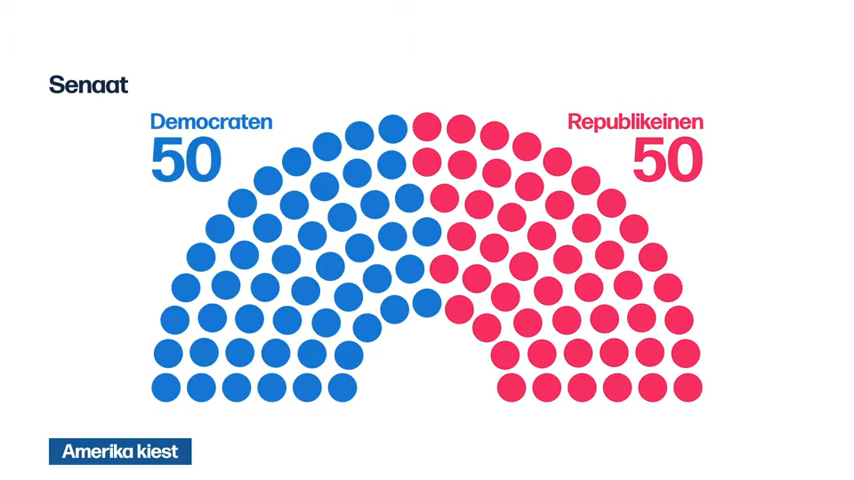 Senaat
Democraten
50
Republikeinen
50
Amerika kiest